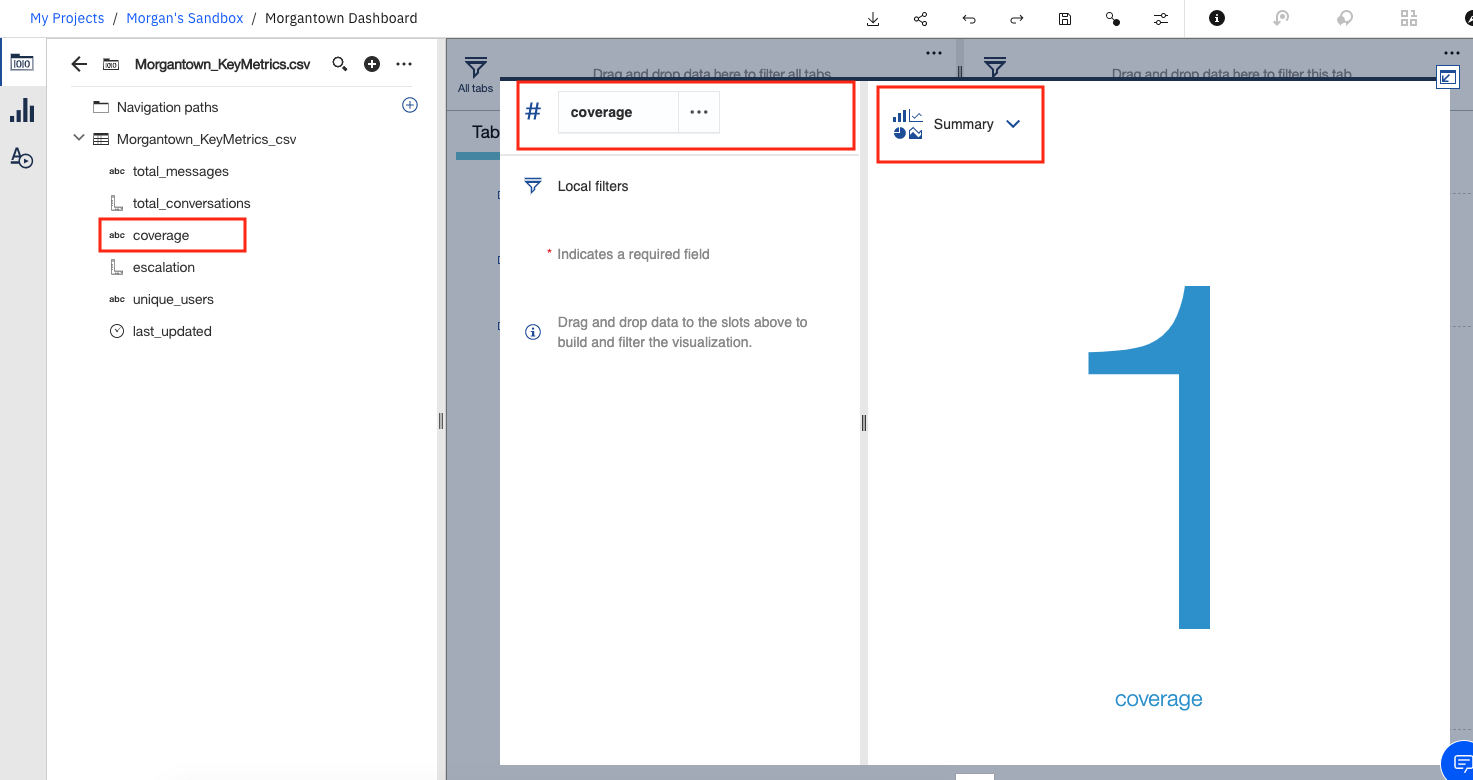 My Projects / Morgan's Sandbox / Morgantown Dashboard
Morgantown_KeyMetrics.csv
Navigation paths
Morgantown_KeyMetrics_csv
abc total_messages
total_conversations
abc coverage
escalation
abc unique_users
last_updated
All tabs
Drag and drop data here to filter all tabs
Drag and drop data here to filter this tab
Tab
# coverage
Local filters
* Indicates a required field
Drag and drop data to the slots above to
build and filter the visualization.
Summary
1
coverage